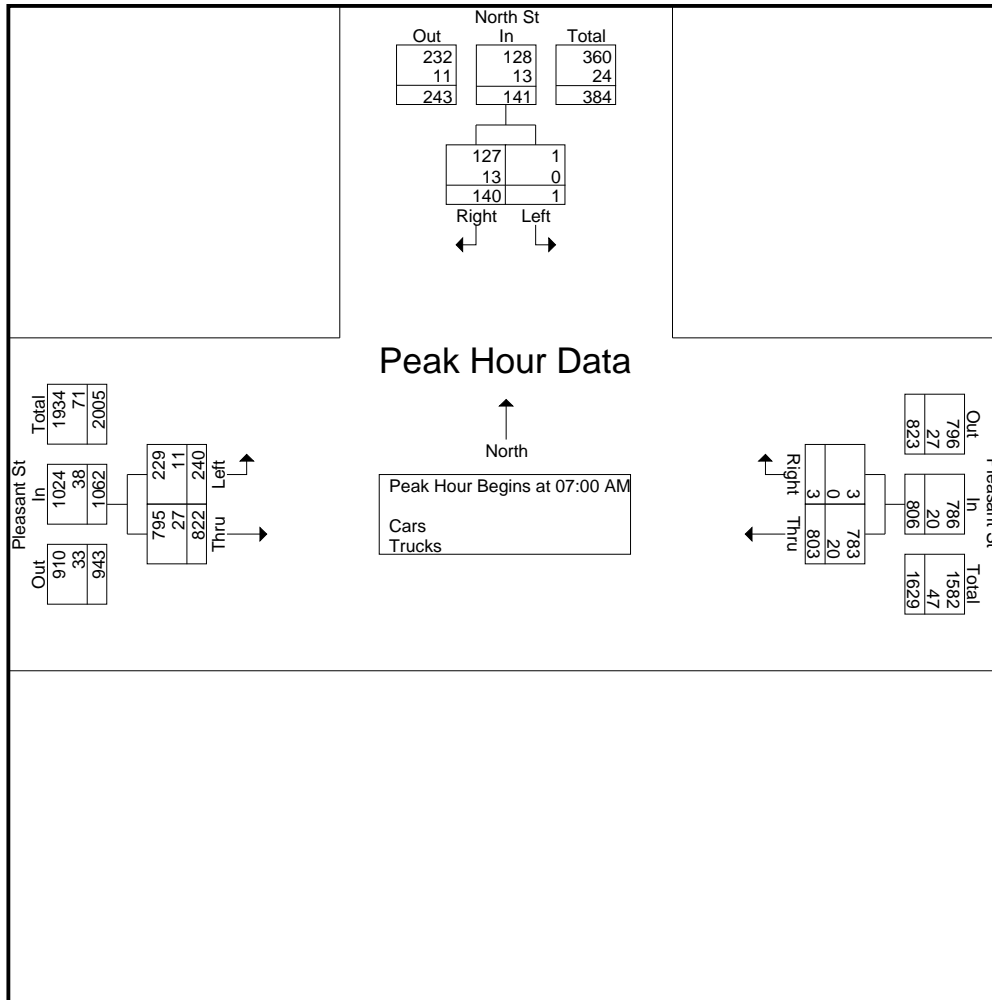 North St
Out In Total
232 128 360
11 13 24
243 141 384
127 1
13 0
140 1
Right Left
Peak Hour Data
North
Peak Hour Begins at 07:00 AM
Cars
Trucks
Pleasant St
Out In Total
910 1024 1934
33 38 71
943 1062 2005
795 229
27 11
822 240
Thru Left
Out In Total
796 786 1582
27 20 47
823 806 1629
3 783
0 20
3 803
Right Thru